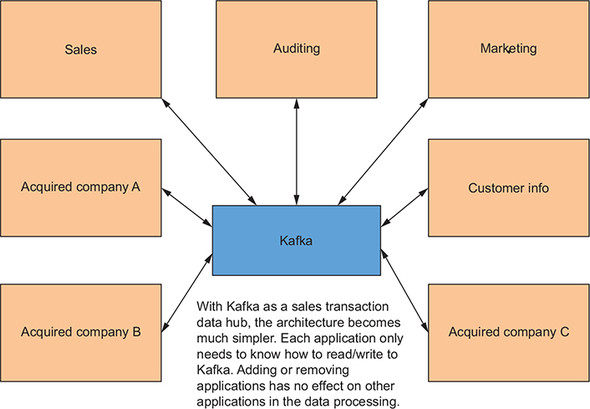 Sales
Auditing
Marketing
Acquired company A
Customer info
Kafka
Acquired company B
Acquired company C
With Kafka as a sales transaction
data hub, the architecture becomes
much simpler. Each application only
needs to know how to read/write to
Kafka. Adding or removing
applications has no effect on other
applications in the data processing.